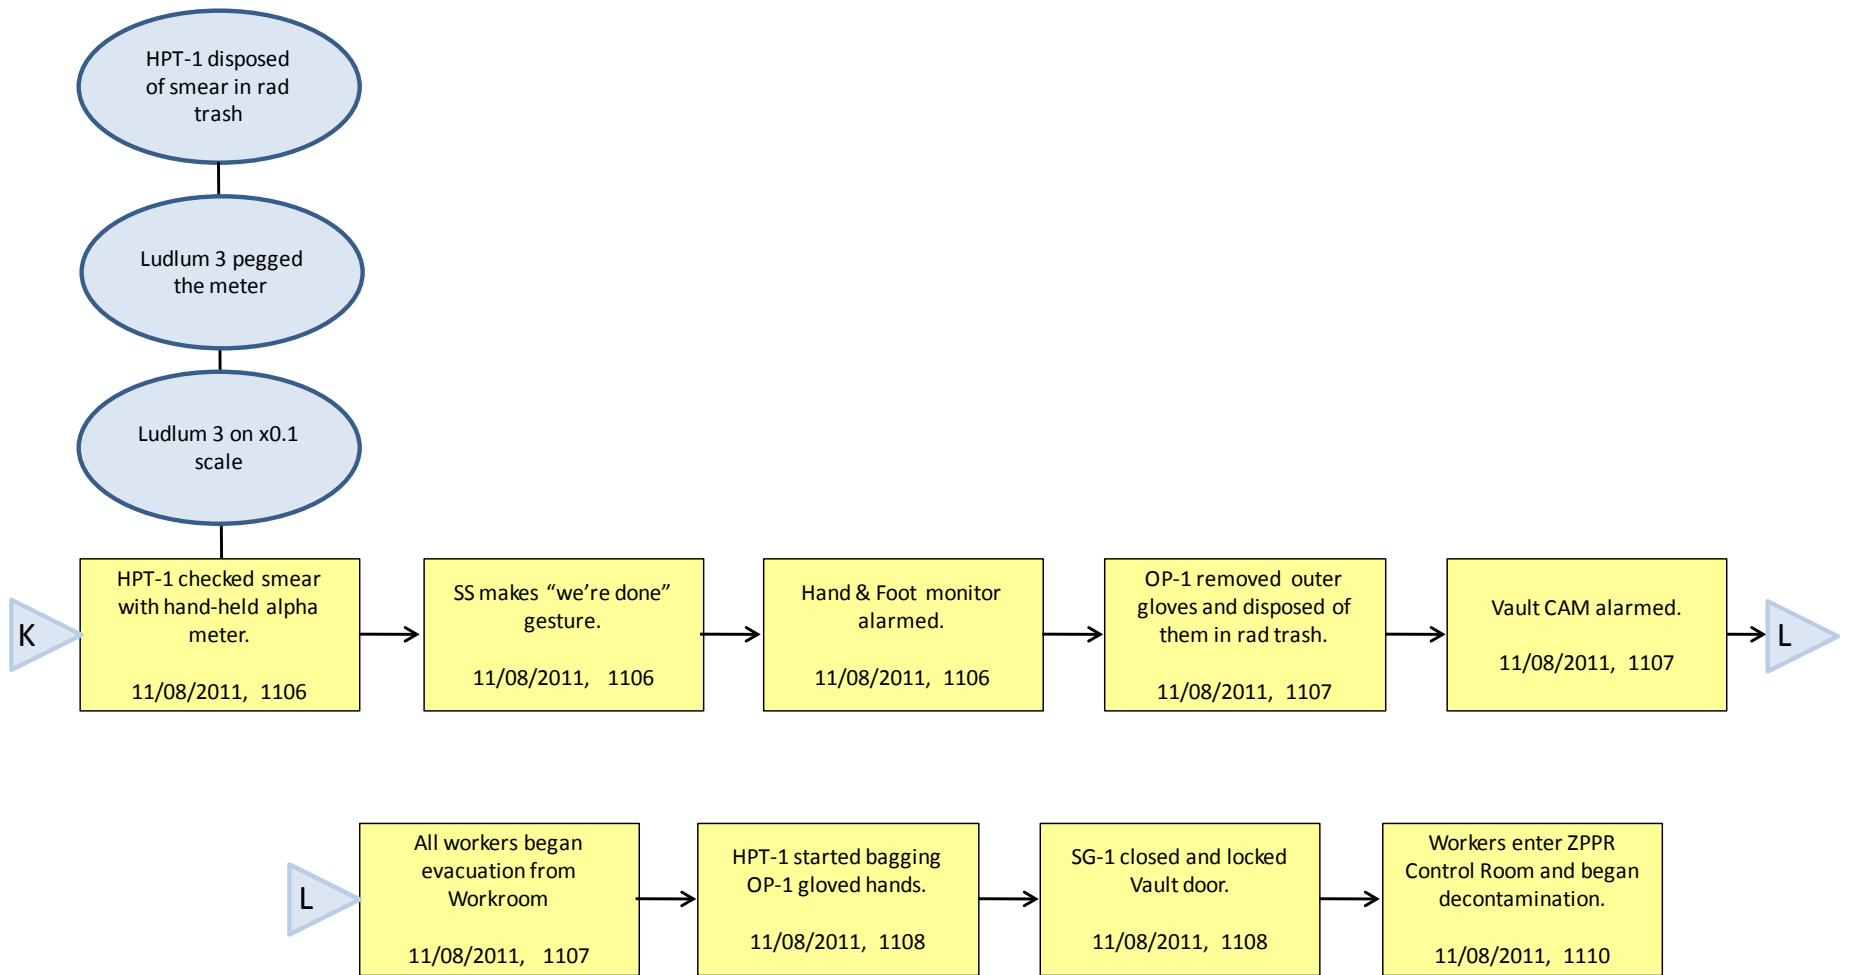 HPT-1 disposed
of smear in rad
trash
Ludlum 3 pegged
the meter
Ludlum 3 on x0.1
scale
K
HPT-1 checked smear
with hand-held alpha
meter.
11/08/2011, 1106
SS makes “we’re done”
gesture.
11/08/2011, 1106
Hand & Foot monitor
alarmed.
11/08/2011, 1106
OP-1 removed outer
gloves and disposed of
them in rad trash.
11/08/2011, 1107
Vault CAM alarmed.
11/08/2011, 1107
L
L
All workers began
evacuation from
Workroom
11/08/2011, 1107
HPT-1 started bagging
OP-1 gloved hands.
11/08/2011, 1108
SG-1 closed and locked
Vault door.
11/08/2011, 1108
Workers enter ZPPR
Control Room and began
decontamination.
11/08/2011, 1110